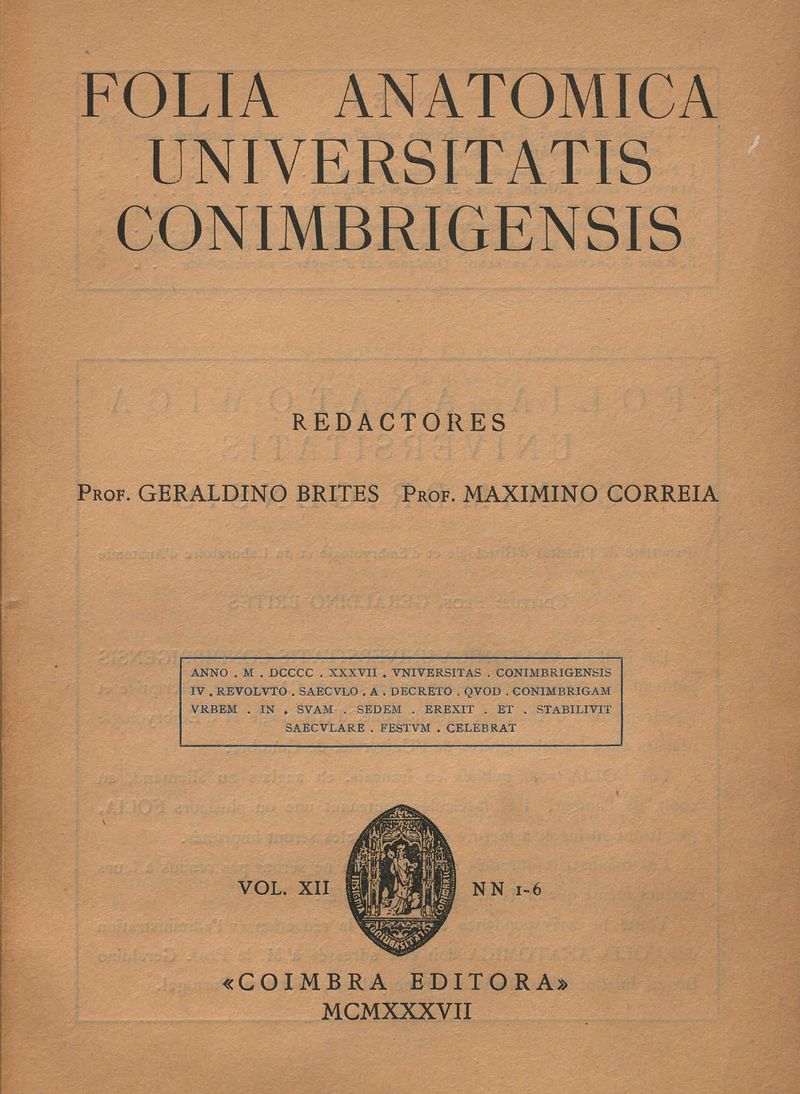 FOLIA ANATOMICA
UNIVERSITATIS
CONIMBRIGENSIS
REDACTORES
PROF. GERALDINO BRITES PROF. MAXIMINO CORREIA
ANNO . M . DCCCC . XXXVII . VNIVERSITAS . CONIMBRIGENSIS
IV . REVOLVTO . SAECVLO . A . DECRETO . QVOD . CONIMBRIGAM
VRBEM . IN . SVAM . SEDEM . EREXIT . ET . STABILIVIT
SAECVLARE . FESTVM . CELEBRAT
VOL. XII
NN 1-6
«COIMBRA EDITORA»
MCMXXXVII